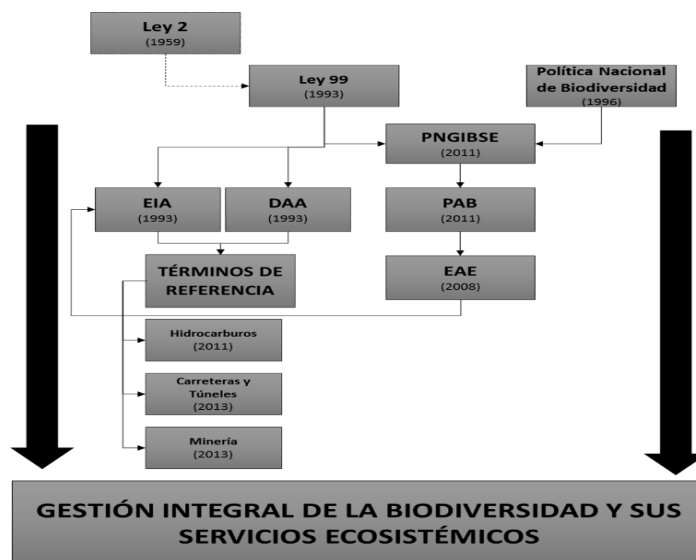 Ley 2
(1959)
Ley 99
(1993)
Política Nacional
de Biodiversidad
(1996)
PNGIBSE
(2011)
EIA
(1993)
DAA
(1993)
PAB
(2011)
TÉRMINOS DE
REFERENCIA
EAE
(2008)
Hidrocarburos
(2011)
Carreteras y
Túneles
(2013)
Minería
(2013)
GESTIÓN INTEGRAL DE LA BIODIVERSIDAD Y SUS
SERVICIOS ECOSISTÉMICOS